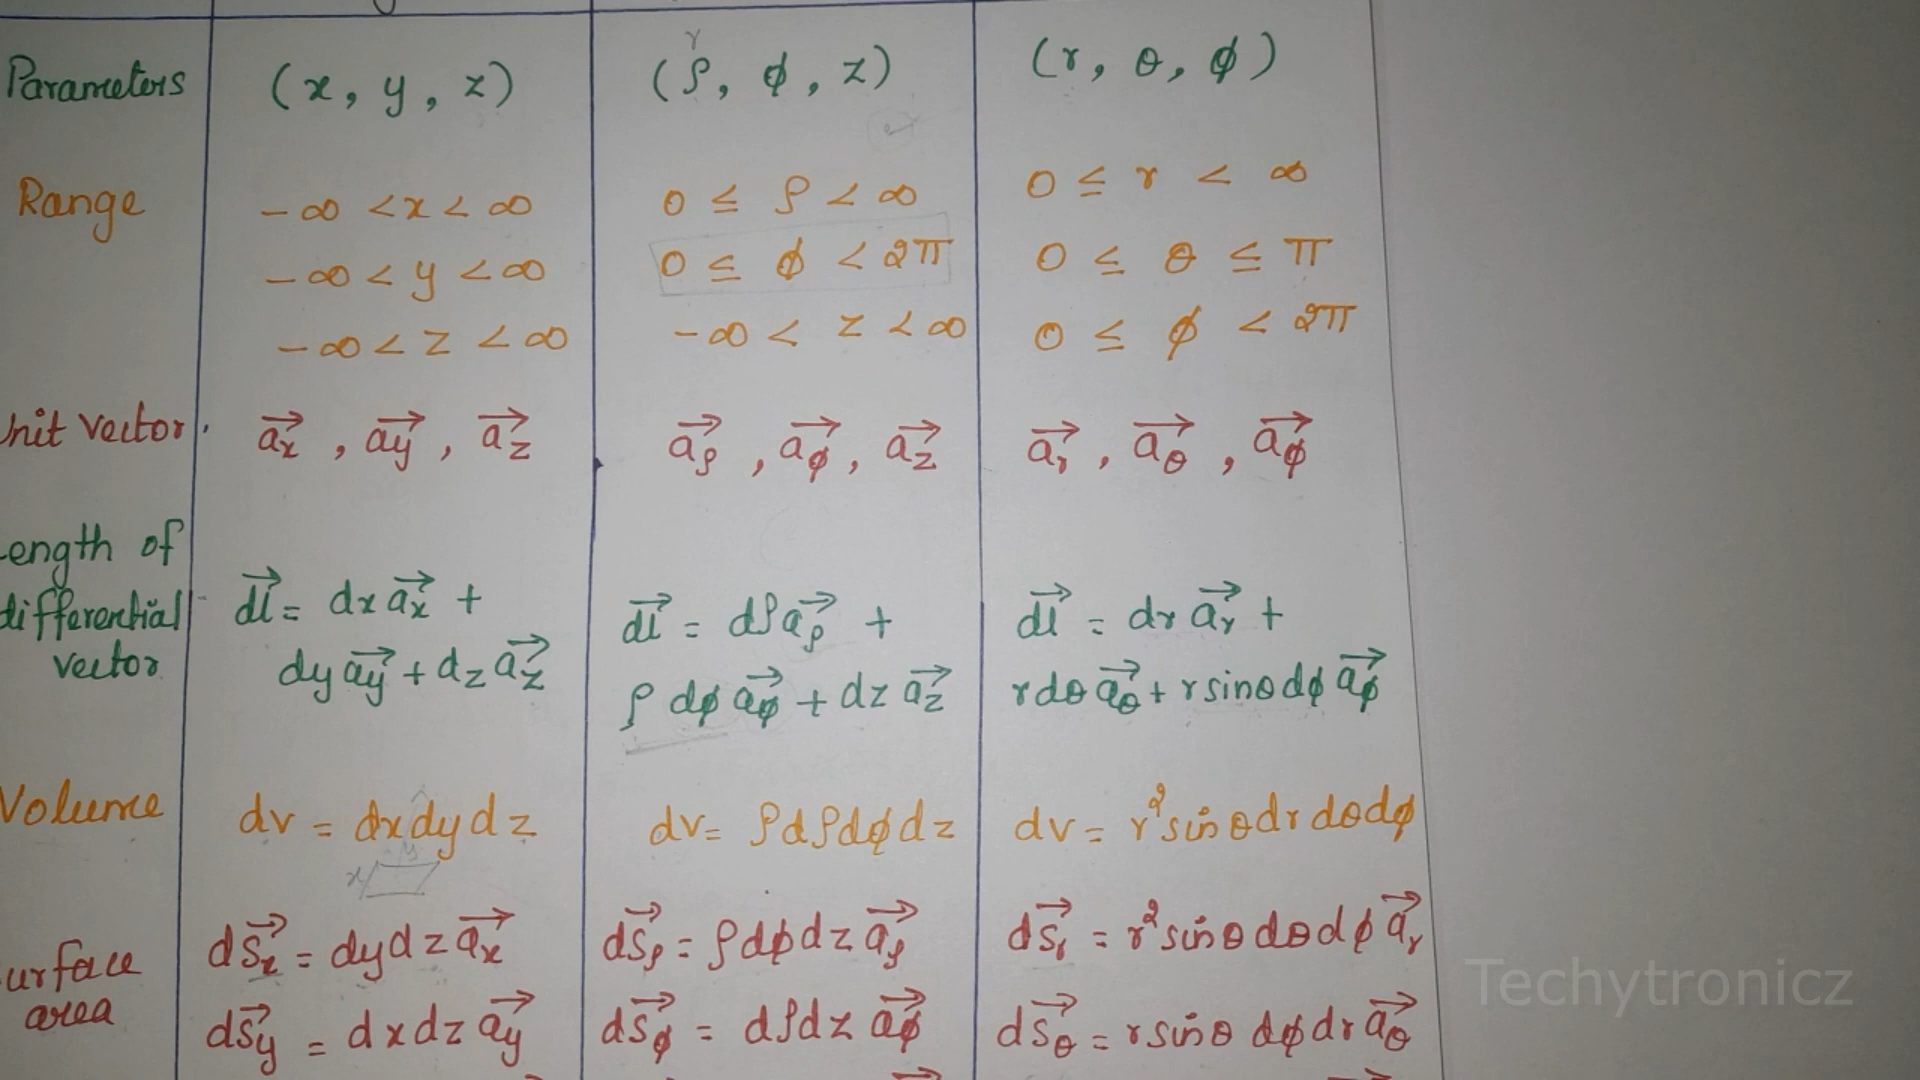 Parameters (x, y, z) (ρ, ϕ, z) (r, θ, ϕ)
r
Range -∞ < x < ∞ 0 ≤ ρ < ∞ 0 ≤ r < ∞
-∞ < y < ∞ 0 ≤ ϕ < 2π 0 ≤ θ ≤ π
-∞ < z < ∞ -∞ < z < ∞ 0 ≤ ϕ < 2π
nit vector. a⃗x , a⃗y , a⃗z a⃗ρ , a⃗ϕ , a⃗z a⃗r , a⃗θ , a⃗ϕ
ength of
differential
vector
dl⃗ = dx a⃗x +
dy a⃗y + dz a⃗z
dl⃗ = dρ a⃗ρ +
ρ dϕ a⃗ϕ + dz a⃗z
dl⃗ = dr a⃗r +
r dθ a⃗θ + r sinθ dϕ a⃗ϕ
Volume dv = dx dy dz dv = ρ dρ dϕ dz dv = r² sinθ dr dθ dϕ
x y
urface
area
dS⃗x = dy dz a⃗x
dS⃗y = dx dz a⃗y
dS⃗ρ = ρ dϕ dz a⃗ρ
dS⃗ϕ = dρ dz a⃗ϕ
dS⃗r = r² sinθ dθ dϕ a⃗r
dS⃗θ = r sinθ dϕ dr a⃗θ
Techytronicz